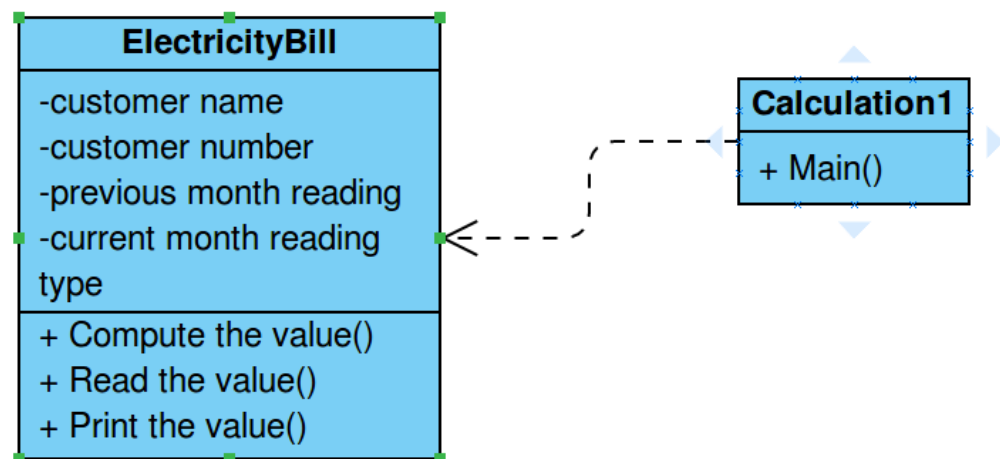 ElectricityBill
-customer name
-customer number
-previous month reading
-current month reading
type
+ Compute the value()
+ Read the value()
+ Print the value()
Calculation1
+ Main()